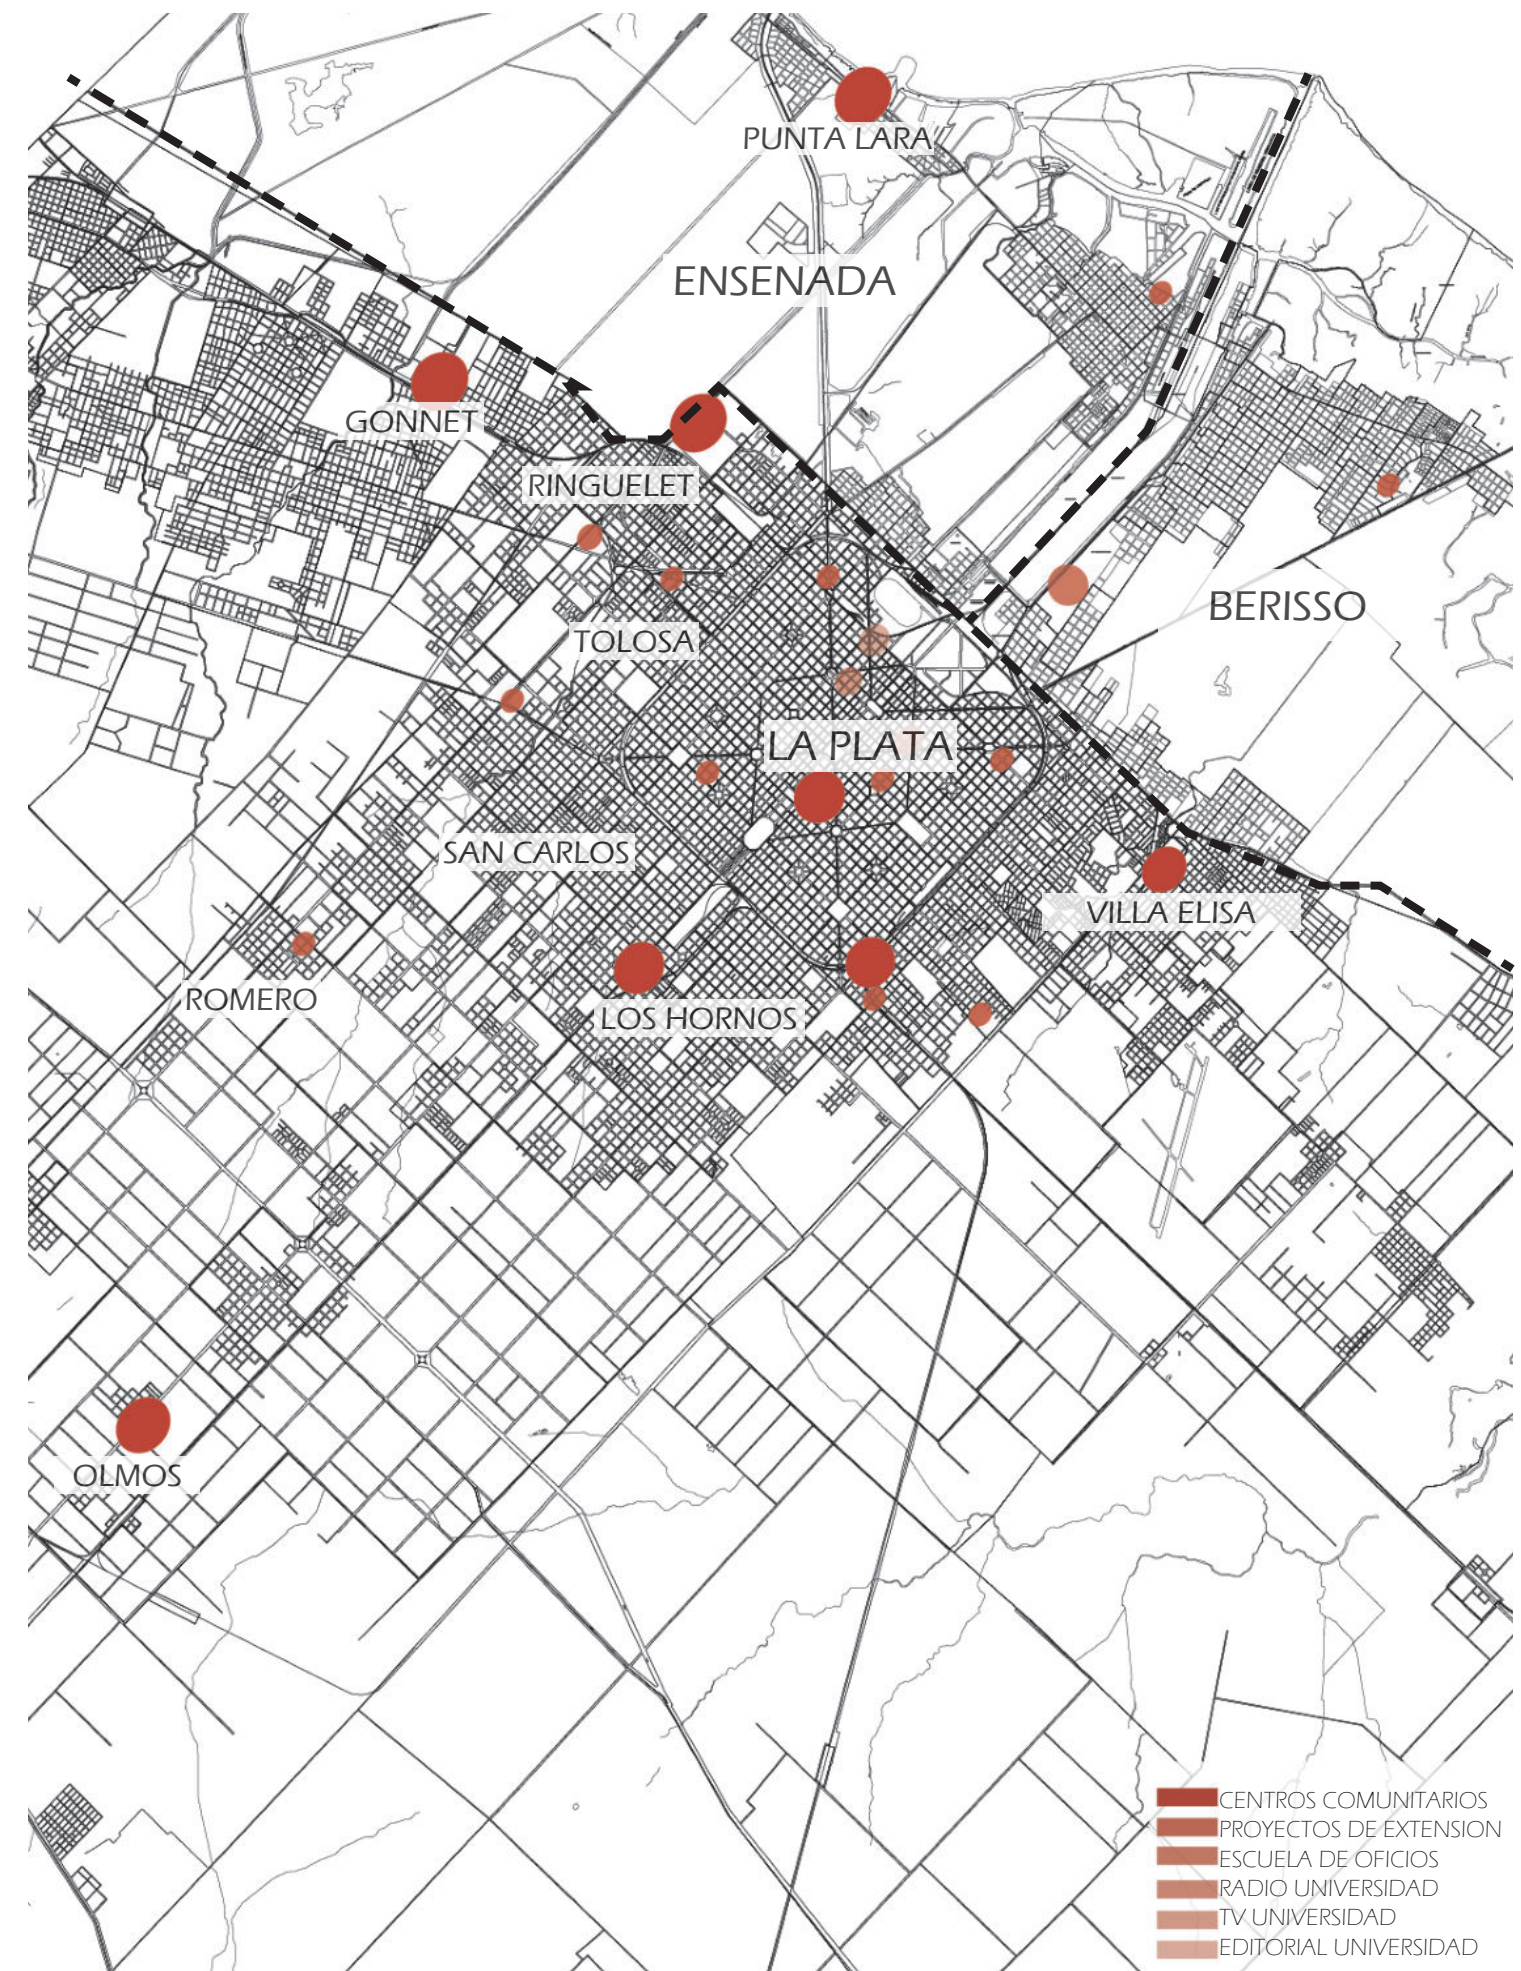 PUNTA LARA
ENSENADA
GONNET
RINGUELET
BERISSO
TOLOSA
LA PLATA
SAN CARLOS
VILLA ELISA
ROMERO
LOS HORNOS
OLMOS
CENTROS COMUNITARIOS
PROYECTOS DE EXTENSION
ESCUELA DE OFICIOS
RADIO UNIVERSIDAD
TV UNIVERSIDAD
EDITORIAL UNIVERSIDAD